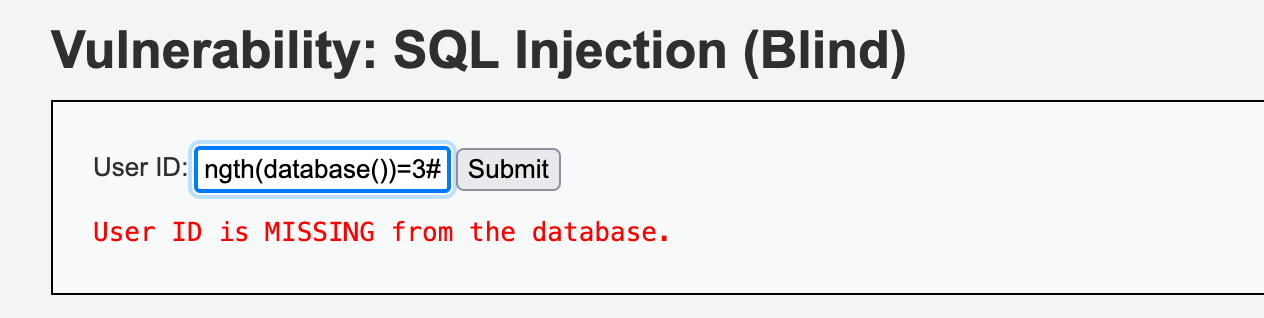 Vulnerability: SQL Injection (Blind)
User ID: ngth(database())=3# Submit
User ID is MISSING from the database.